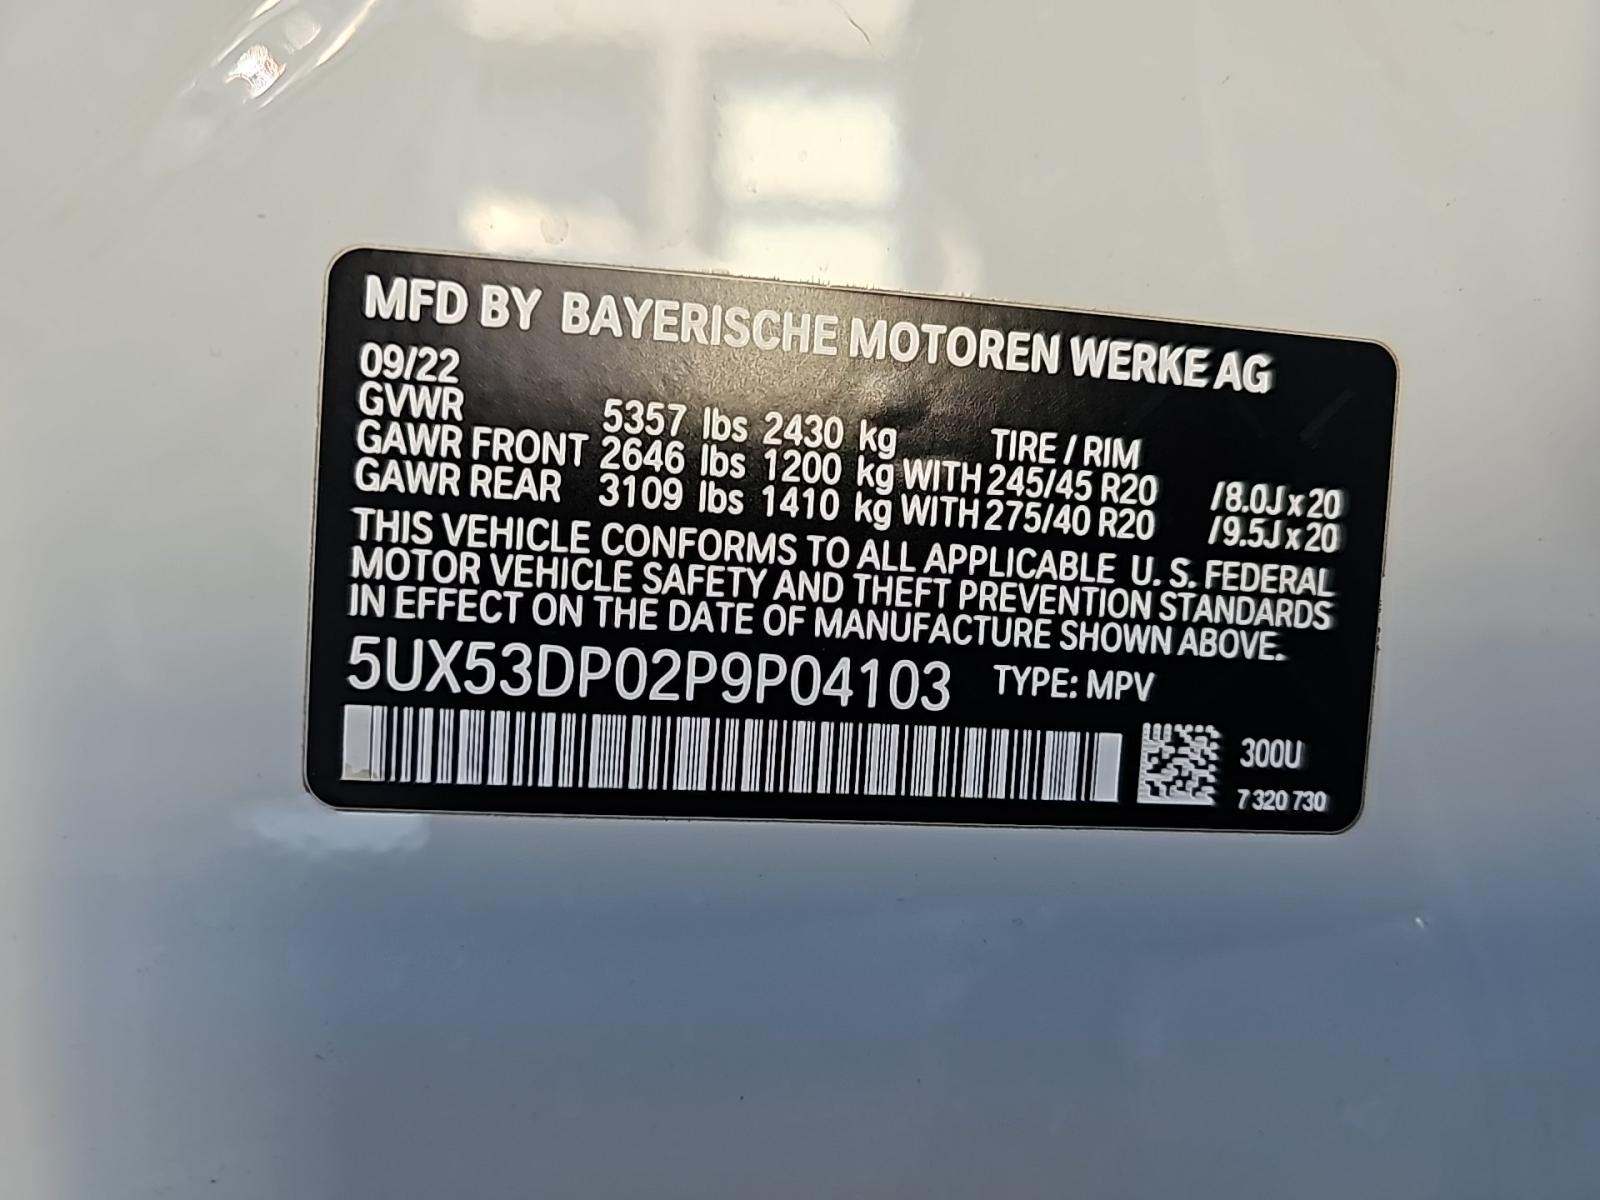 MFD BY BAYERISCHE MOTOREN WERKE AG
09/22
GVWR 5357 lbs 2430 kg TIRE / RIM
GAWR FRONT 2646 lbs 1200 kg WITH 245/45 R20 /8.0J x 20
GAWR REAR 3109 lbs 1410 kg WITH 275/40 R20 /9.5J x 20
THIS VEHICLE CONFORMS TO ALL APPLICABLE U. S. FEDERAL
MOTOR VEHICLE SAFETY AND THEFT PREVENTION STANDARDS
IN EFFECT ON THE DATE OF MANUFACTURE SHOWN ABOVE.
5UX53DP02P9P04103 TYPE: MPV
300U
7 320 730